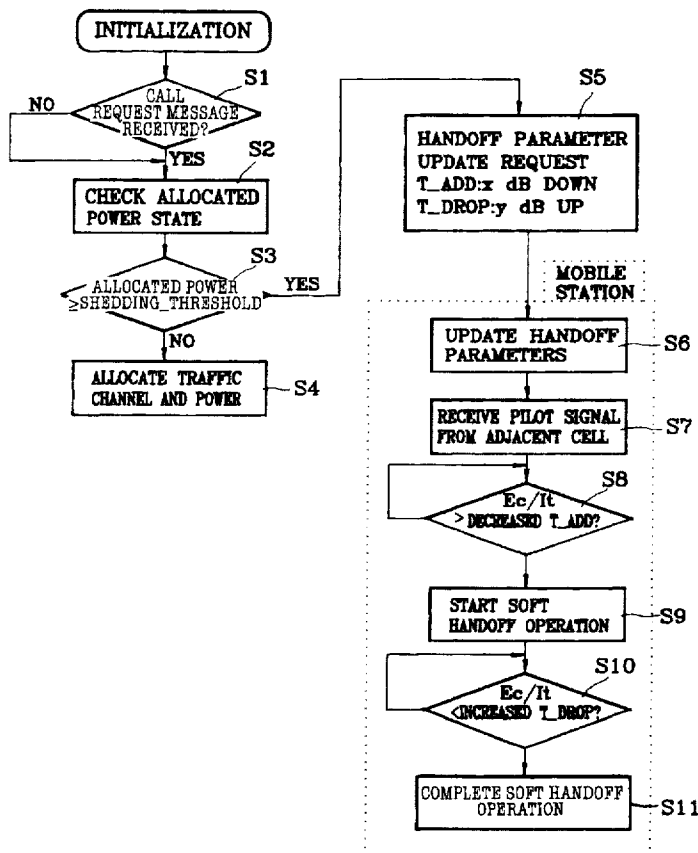 INITIALIZATION
S1
CALL
REQUEST MESSAGE
RECEIVED?
NO
YES
S2
CHECK ALLOCATED
POWER STATE
S3
ALLOCATED POWER
≥SHEDDING_THRESHOLD
YES
NO
ALLOCATE TRAFFIC
CHANNEL AND POWER
S4
S5
HANDOFF PARAMETER
UPDATE REQUEST
T_ADD:x dB DOWN
T_DROP:y dB UP
MOBILE
STATION
UPDATE HANDOFF
PARAMETERS
S6
RECEIVE PILOT SIGNAL
FROM ADJACENT CELL
S7
S8
Ec/It
> DECREASED T_ADD?
START SOFT
HANDOFF OPERATION
S9
S10
Ec/It
<INCREASED T_DROP?
COMPLETE SOFT HANDOFF
OPERATION
S11